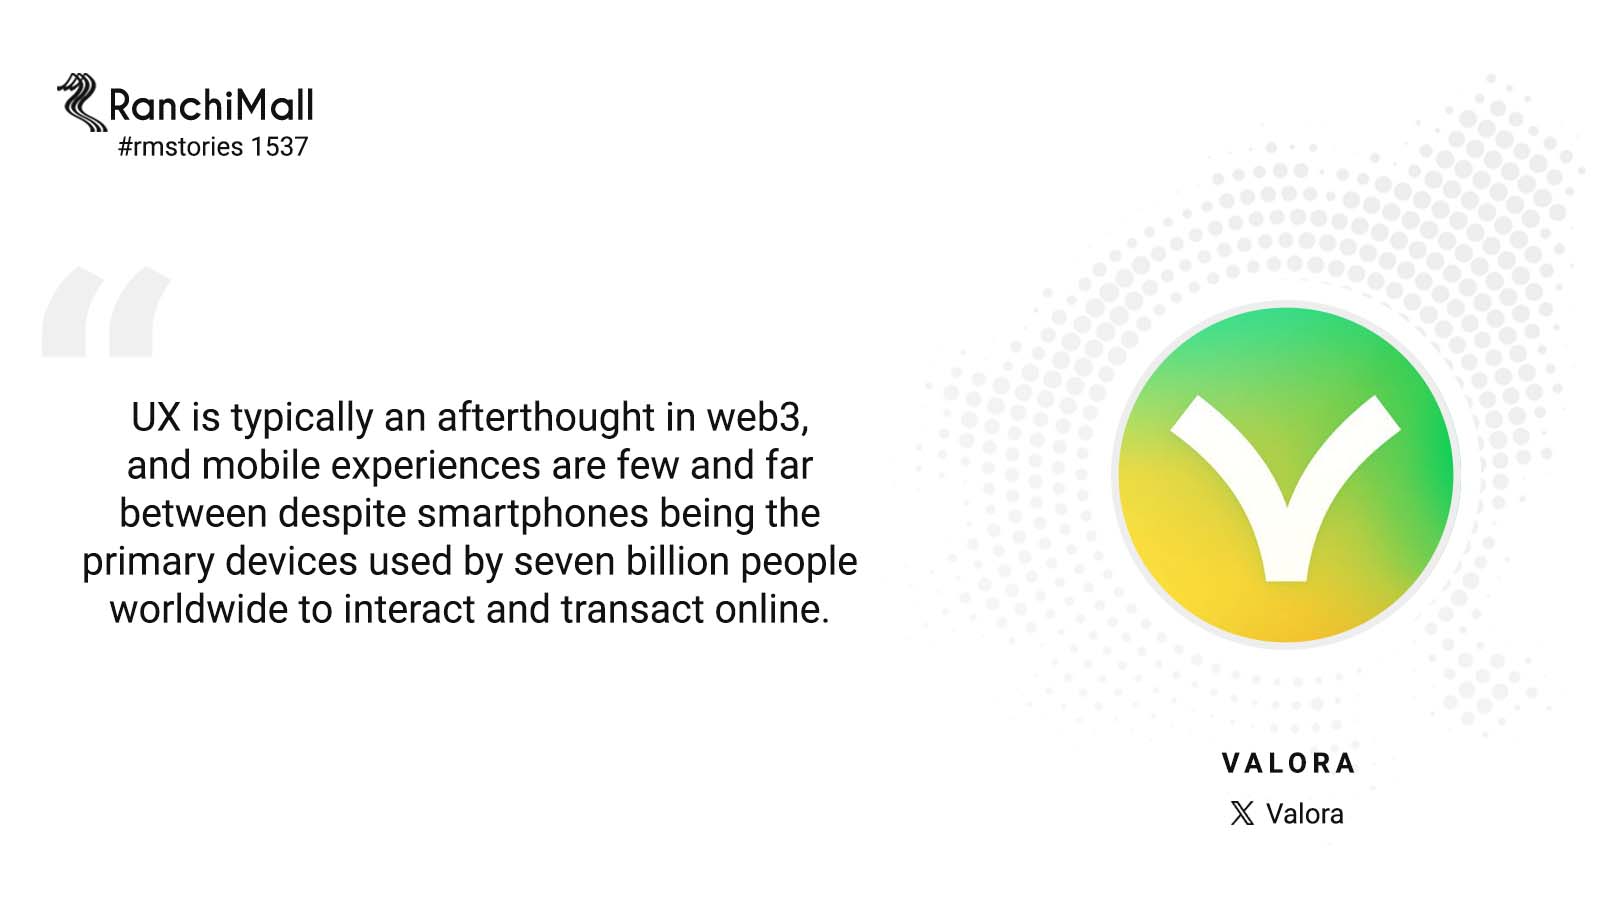 RanchiMall
#rmstories 1537
“
UX is typically an afterthought in web3,
and mobile experiences are few and far
between despite smartphones being the
primary devices used by seven billion people
worldwide to interact and transact online.
VALORA
X Valora